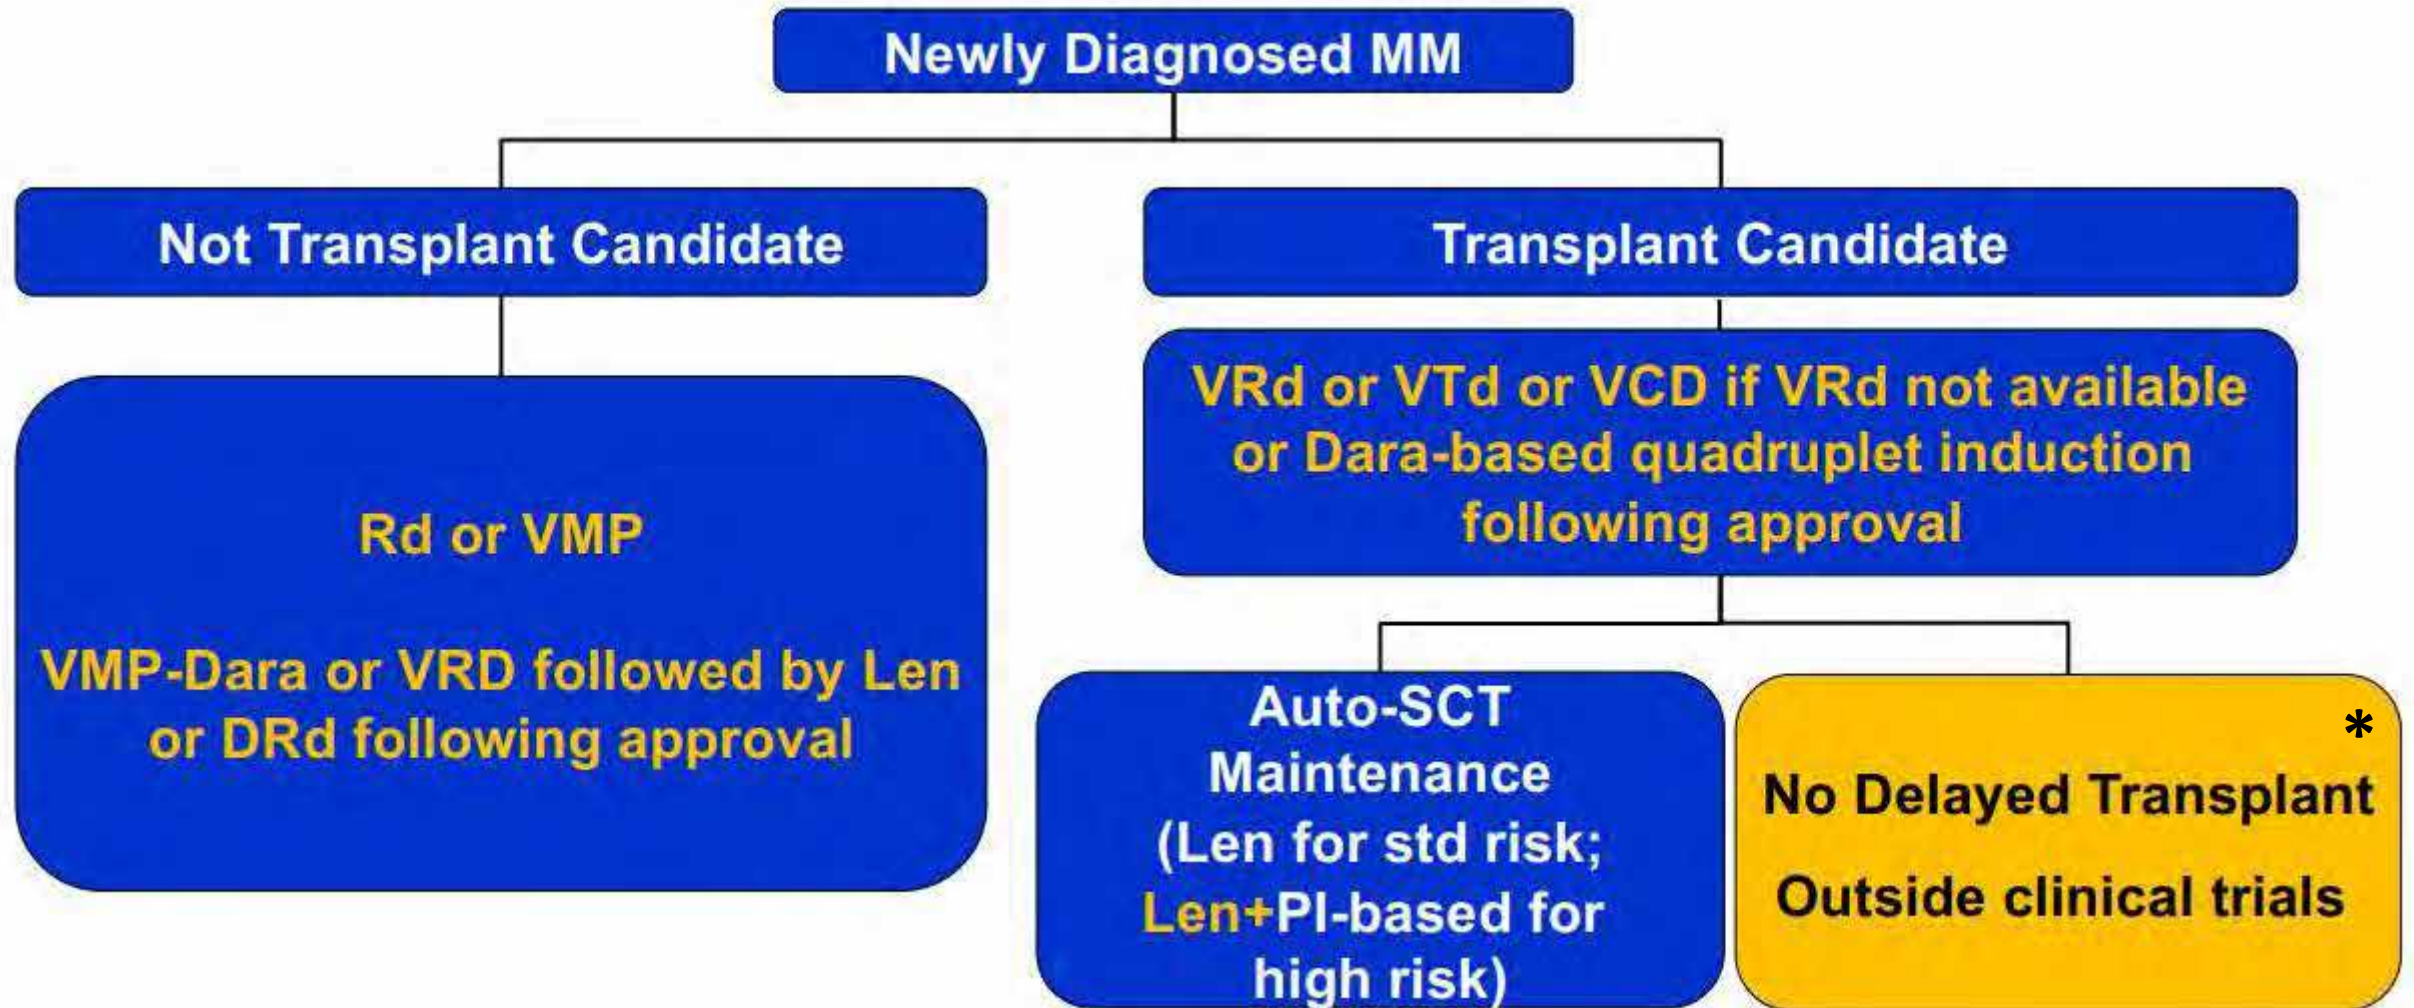 Newly Diagnosed MM
Not Transplant Candidate
Transplant Candidate
Rd or VMP
VMP-Dara or VRD followed by Len
or DRd following approval
VRd or VTd or VCD if VRd not available
or Dara-based quadruplet induction
following approval
Auto-SCT
Maintenance
(Len for std risk;
Len+PI-based for
high risk)
*
No Delayed Transplant
Outside clinical trials